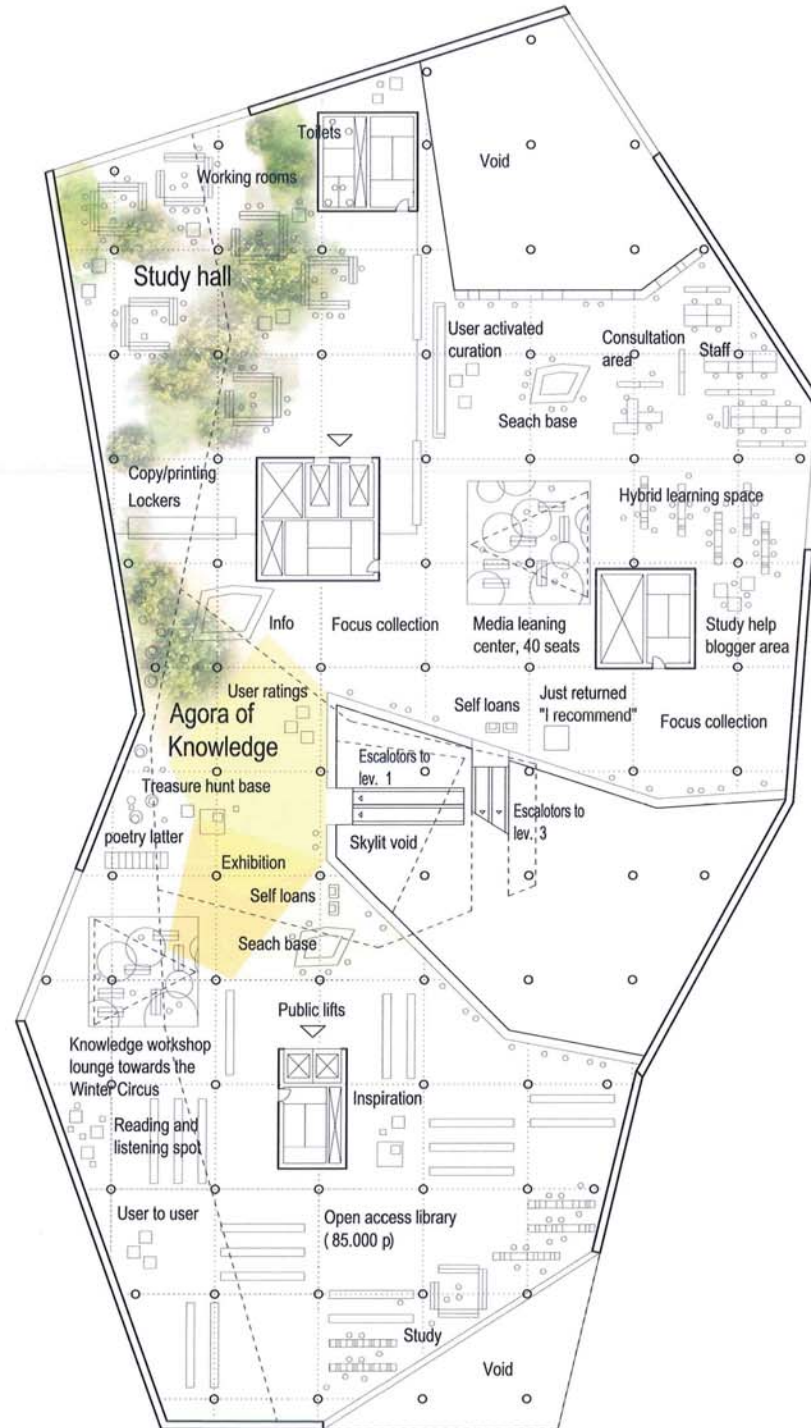 Toilets
Void
Working rooms
Study hall
User activated
curation
Consultation
area
Staff
Seach base
Copy/printing
Lockers
Hybrid learning space
Info
Focus collection
Media leaning
center, 40 seats
Study help
blogger area
User ratings
Self loans
Just returned
"I recommend"
Focus collection
Agora of
Knowledge
Escalotors to
lev. 1
Treasure hunt base
Escalotors to
lev. 3
poetry latter
Skylit void
Exhibition
Self loans
Seach base
Public lifts
Knowledge workshop
lounge towards the
Winter Circus
Inspiration
Reading and
listening spot
User to user
Open access library
( 85.000 p)
Study
Void